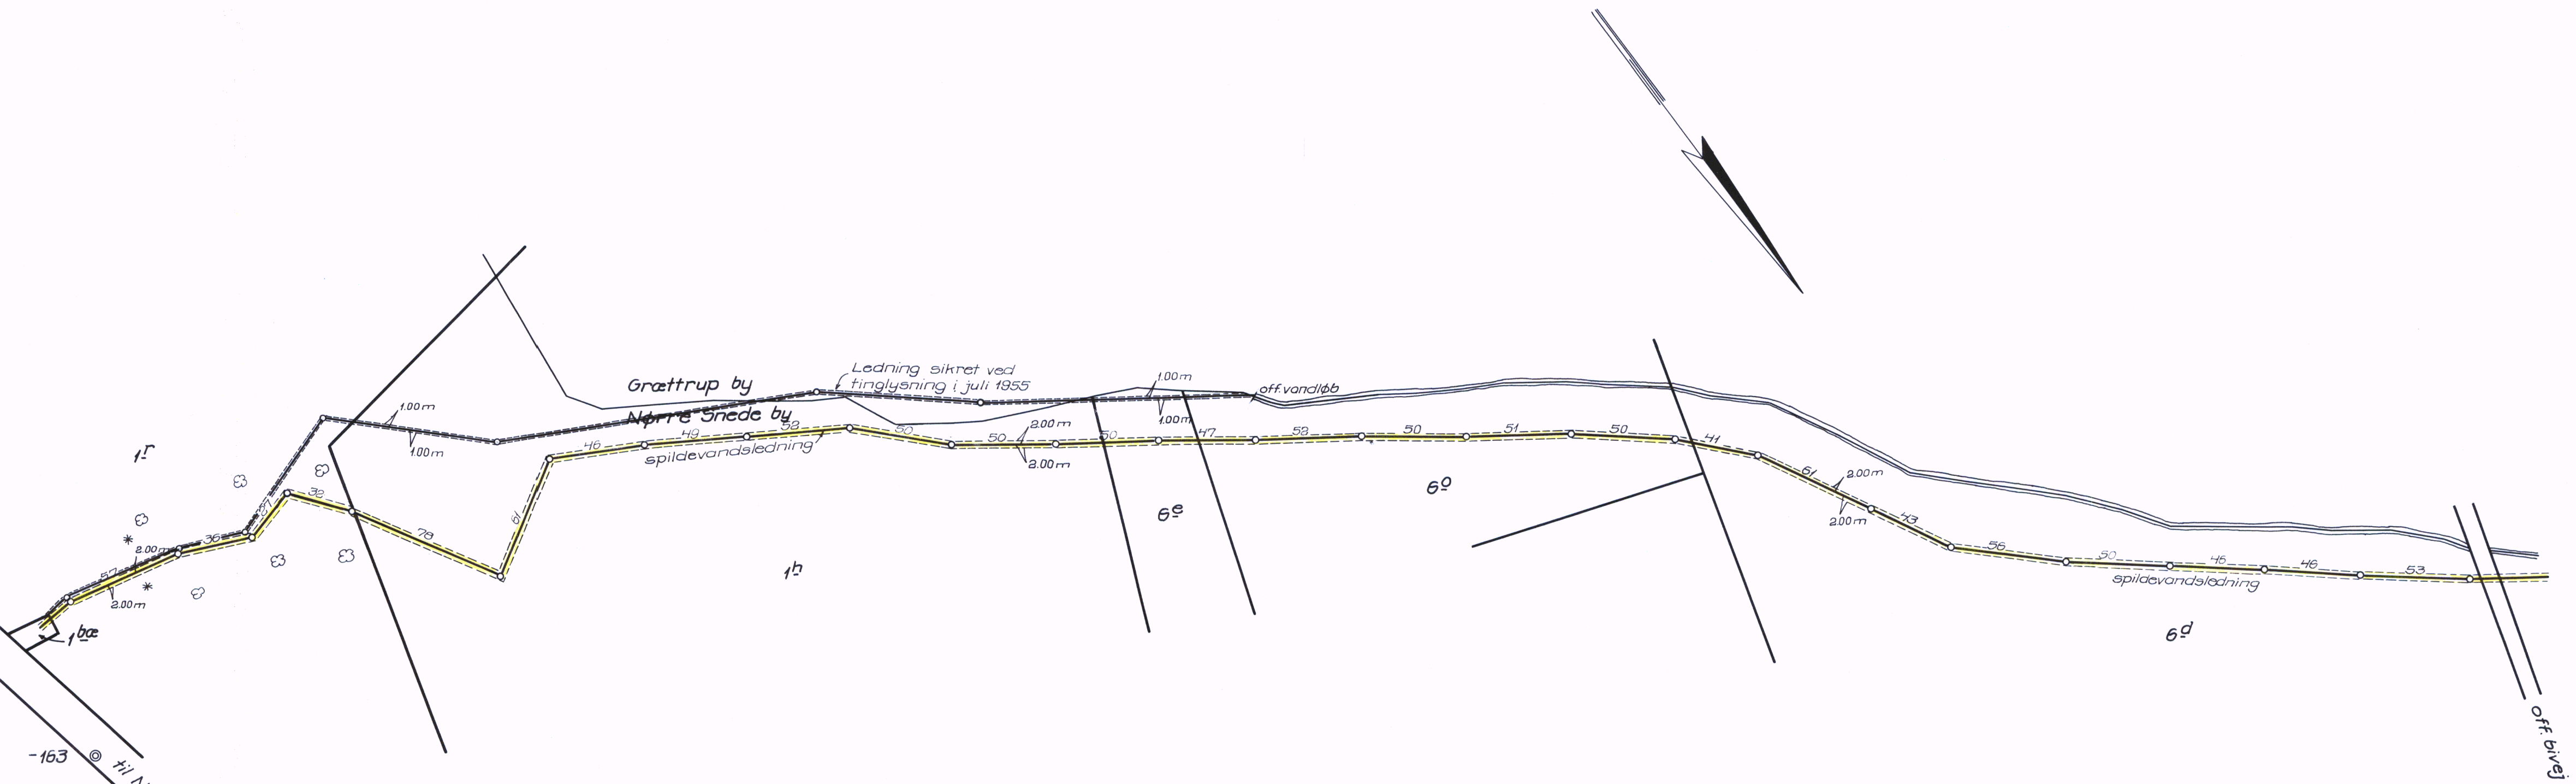 Ledning sikret ved
tinglysning i juli 1955
1.00 m
Grættrup by
off. vandløb
1.00 m
Nørre Snede by
1.00 m
2.00 m
52
50
50
50
47
52
50
51
50
41
46
49
1.00 m
1r
spildevandsledning
2.00 m
61
2.00 m
32
37
6e
6o
43
2.00 m
61
78
36
2.00 m
57
56
50
45
46
53
1h
spildevandsledning
2.00 m
1bæ
6d
off. bivej
-163
til